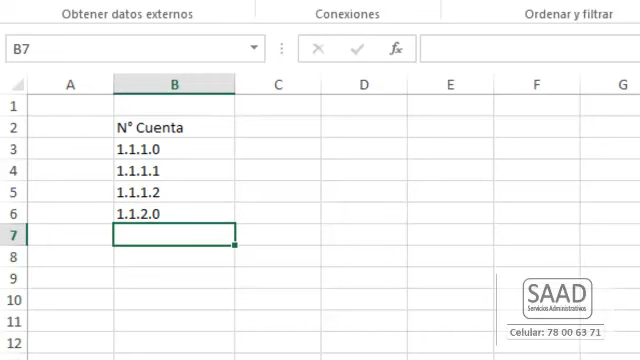 Obtener datos externos Conexiones Ordenar y filtrar
B7 fx
A B C D E F G
1
2 N° Cuenta
3 1.1.1.0
4 1.1.1.1
5 1.1.1.2
6 1.1.2.0
7
8
9
10
11
12
SAAD
Servicios Administrativos
Celular: 78 00 63 71